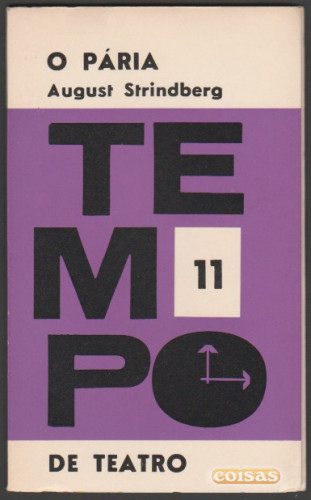 O PÁRIA
August Strindberg
TE
M 11
PO
DE TEATRO
coisas